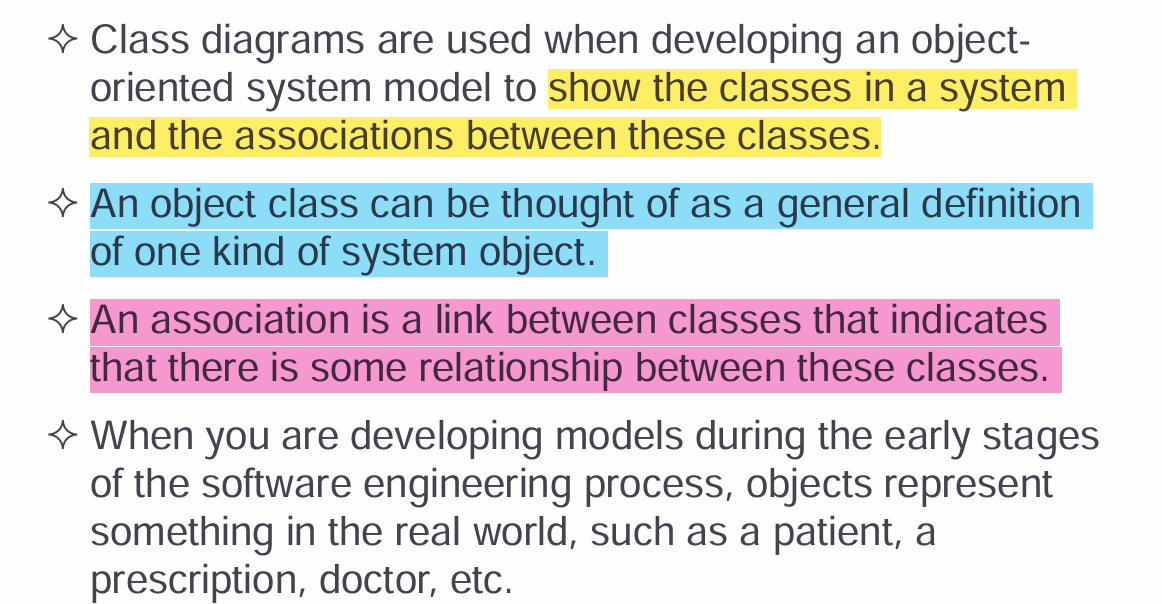 ✧ Class diagrams are used when developing an object-
oriented system model to show the classes in a system
and the associations between these classes.
✧ An object class can be thought of as a general definition
of one kind of system object.
✧ An association is a link between classes that indicates
that there is some relationship between these classes.
✧ When you are developing models during the early stages
of the software engineering process, objects represent
something in the real world, such as a patient, a
prescription, doctor, etc.